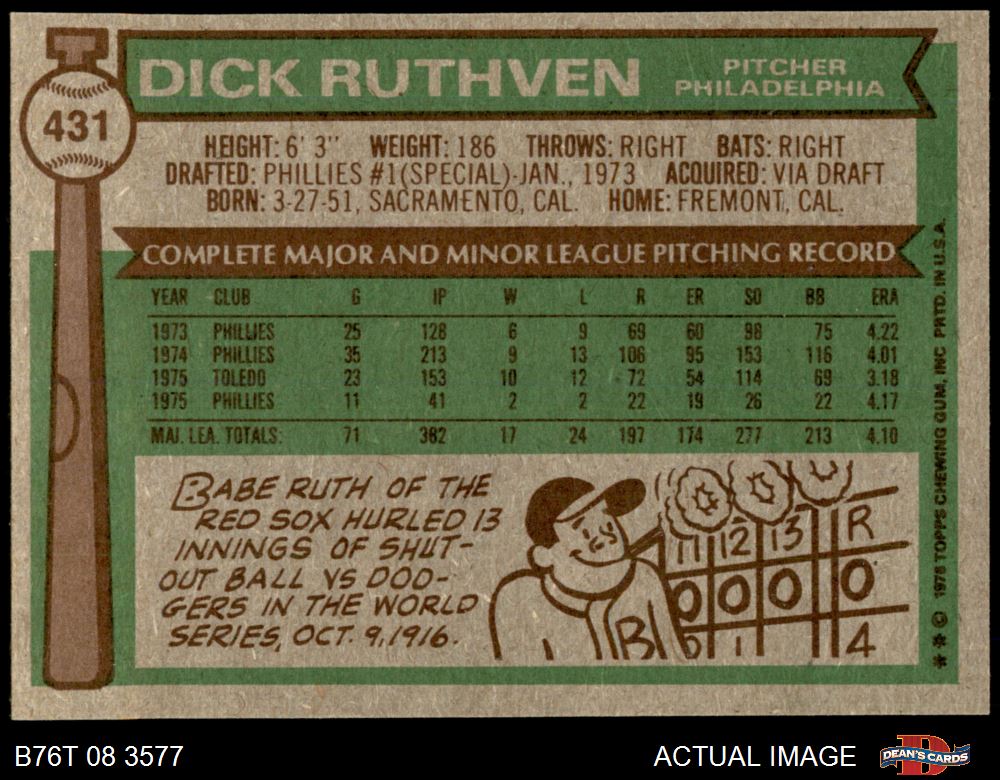 T
431
DICK RUTHVEN
PITCHER
PHILADELPHIA
HEIGHT: 6' 3" WEIGHT: 186 THROWS: RIGHT BATS: RIGHT
DRAFTED: PHILLIES #1(SPECIAL)-JAN., 1973 ACQUIRED: VIA DRAFT
BORN: 3-27-51, SACRAMENTO, CAL. HOME: FREMONT, CAL.
COMPLETE MAJOR AND MINOR LEAGUE PITCHING RECORD
YEAR CLUB G IP W L R ER SO BB ERA
1973 PHILLIES 25 128 6 9 69 60 98 75 4.22
1974 PHILLIES 35 213 9 13 106 95 153 116 4.01
1975 TOLEDO 23 153 10 12 72 54 114 69 3.18
1975 PHILLIES 11 41 2 2 22 19 26 22 4.17
MAJ. LEA. TOTALS: 71 382 17 24 197 174 277 213 4.10
BABE RUTH OF THE
RED SOX HURLED 13
INNINGS OF SHUT-
OUT BALL VS DOD-
GERS IN THE WORLD
SERIES, OCT. 9, 1916.
11 12 13 R
0 0 0 0
0 1 4
B
* * © 1976 TOPPS CHEWING GUM, INC PRTD. IN U.S.A.
B76T 08 3577
ACTUAL IMAGE
DEAN'S CARDS